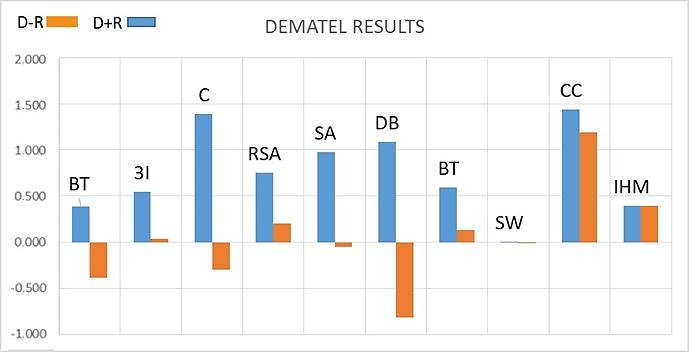 D-R D+R DEMATEL RESULTS
2.000
1.500
1.000
0.500
0.000
-0.500
-1.000
BT
3I
C
RSA
SA
DB
BT
SW
CC
IHM